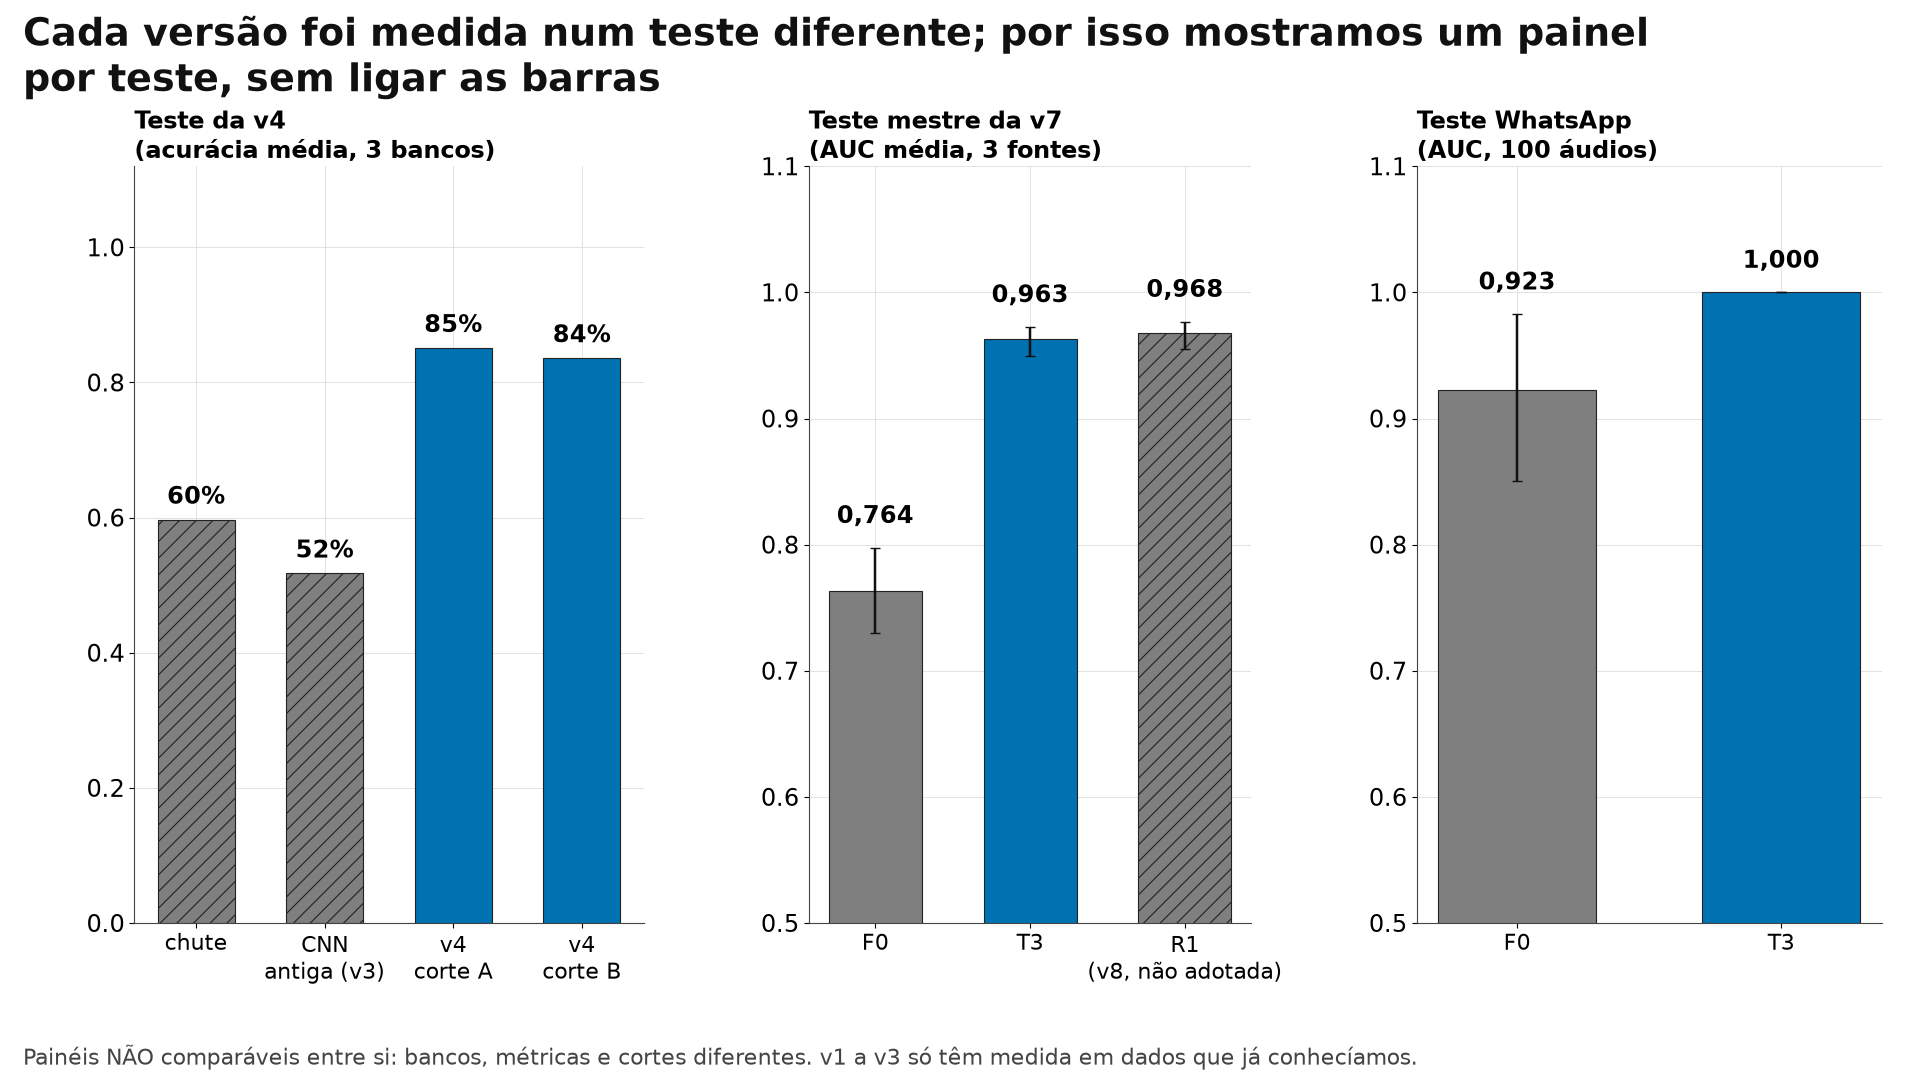 Cada versão foi medida num teste diferente; por isso mostramos um painel
por teste, sem ligar as barras
Teste da v4
(acurácia média, 3 bancos)
1.0
0.8
0.6
0.4
0.2
0.0
60%
52%
85%
84%
chute
CNN
antiga (v3)
v4
corte A
v4
corte B
Teste mestre da v7
(AUC média, 3 fontes)
1.1
1.0
0.9
0.8
0.7
0.6
0.5
0,764
0,963
0,968
F0
T3
R1
(v8, não adotada)
Teste WhatsApp
(AUC, 100 áudios)
1.1
1.0
0.9
0.8
0.7
0.6
0.5
0,923
1,000
F0
T3
Painéis NÃO comparáveis entre si: bancos, métricas e cortes diferentes. v1 a v3 só têm medida em dados que já conhecíamos.